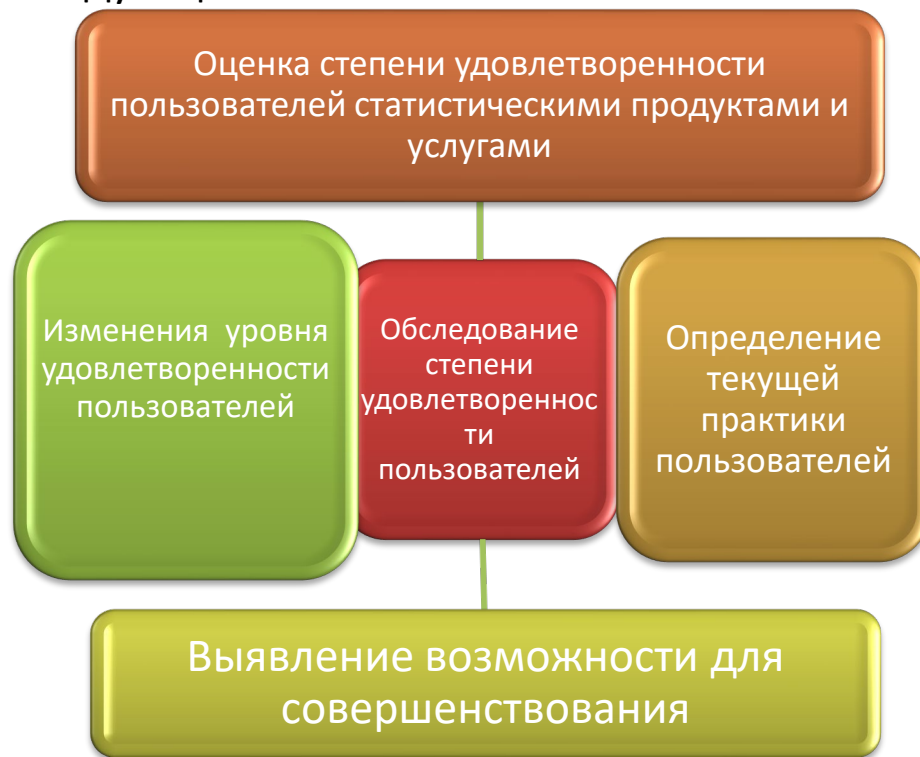 Оценка степени удовлетворенности
пользователей статистическими продуктами и
услугами
Изменения уровня
удовлетворенности
пользователей
Обследование
степени
удовлетвореннос
ти
пользователей
Определение
текущей
практики
пользователей
Выявление возможности для
совершенствования